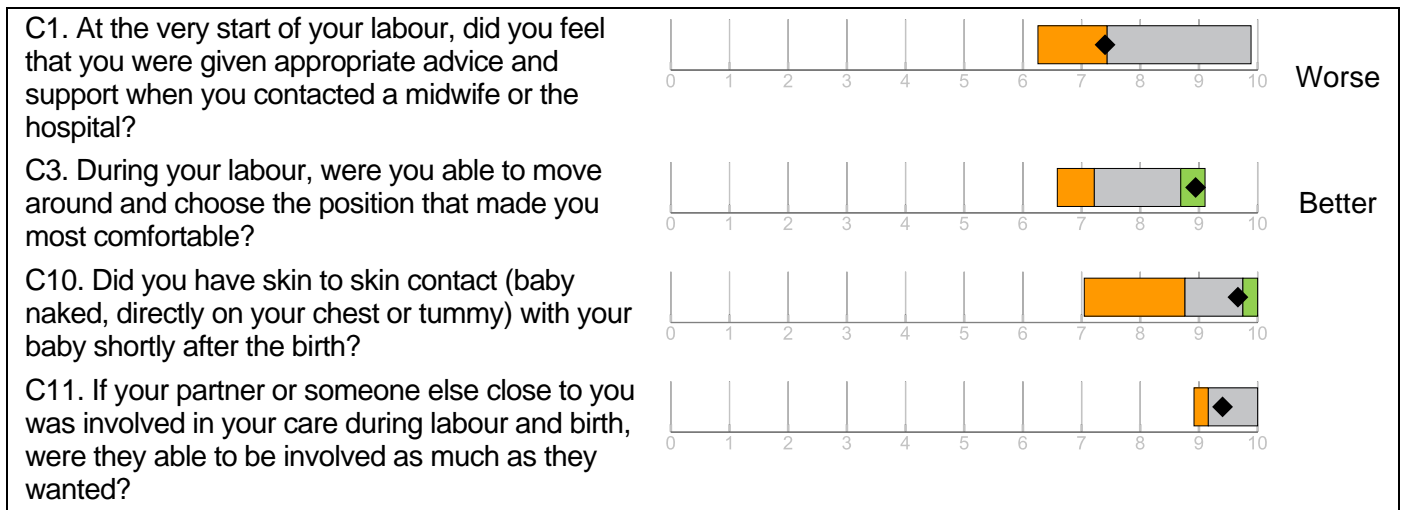 C1. At the very start of your labour, did you feel
that you were given appropriate advice and
support when you contacted a midwife or the
hospital?
0 1 2 3 4 5 6 7 8 9 10
Worse
C3. During your labour, were you able to move
around and choose the position that made you
most comfortable?
0 1 2 3 4 5 6 7 8 9 10
Better
C10. Did you have skin to skin contact (baby
naked, directly on your chest or tummy) with your
baby shortly after the birth?
0 1 2 3 4 5 6 7 8 9 10
C11. If your partner or someone else close to you
was involved in your care during labour and birth,
were they able to be involved as much as they
wanted?
0 1 2 3 4 5 6 7 8 9 10